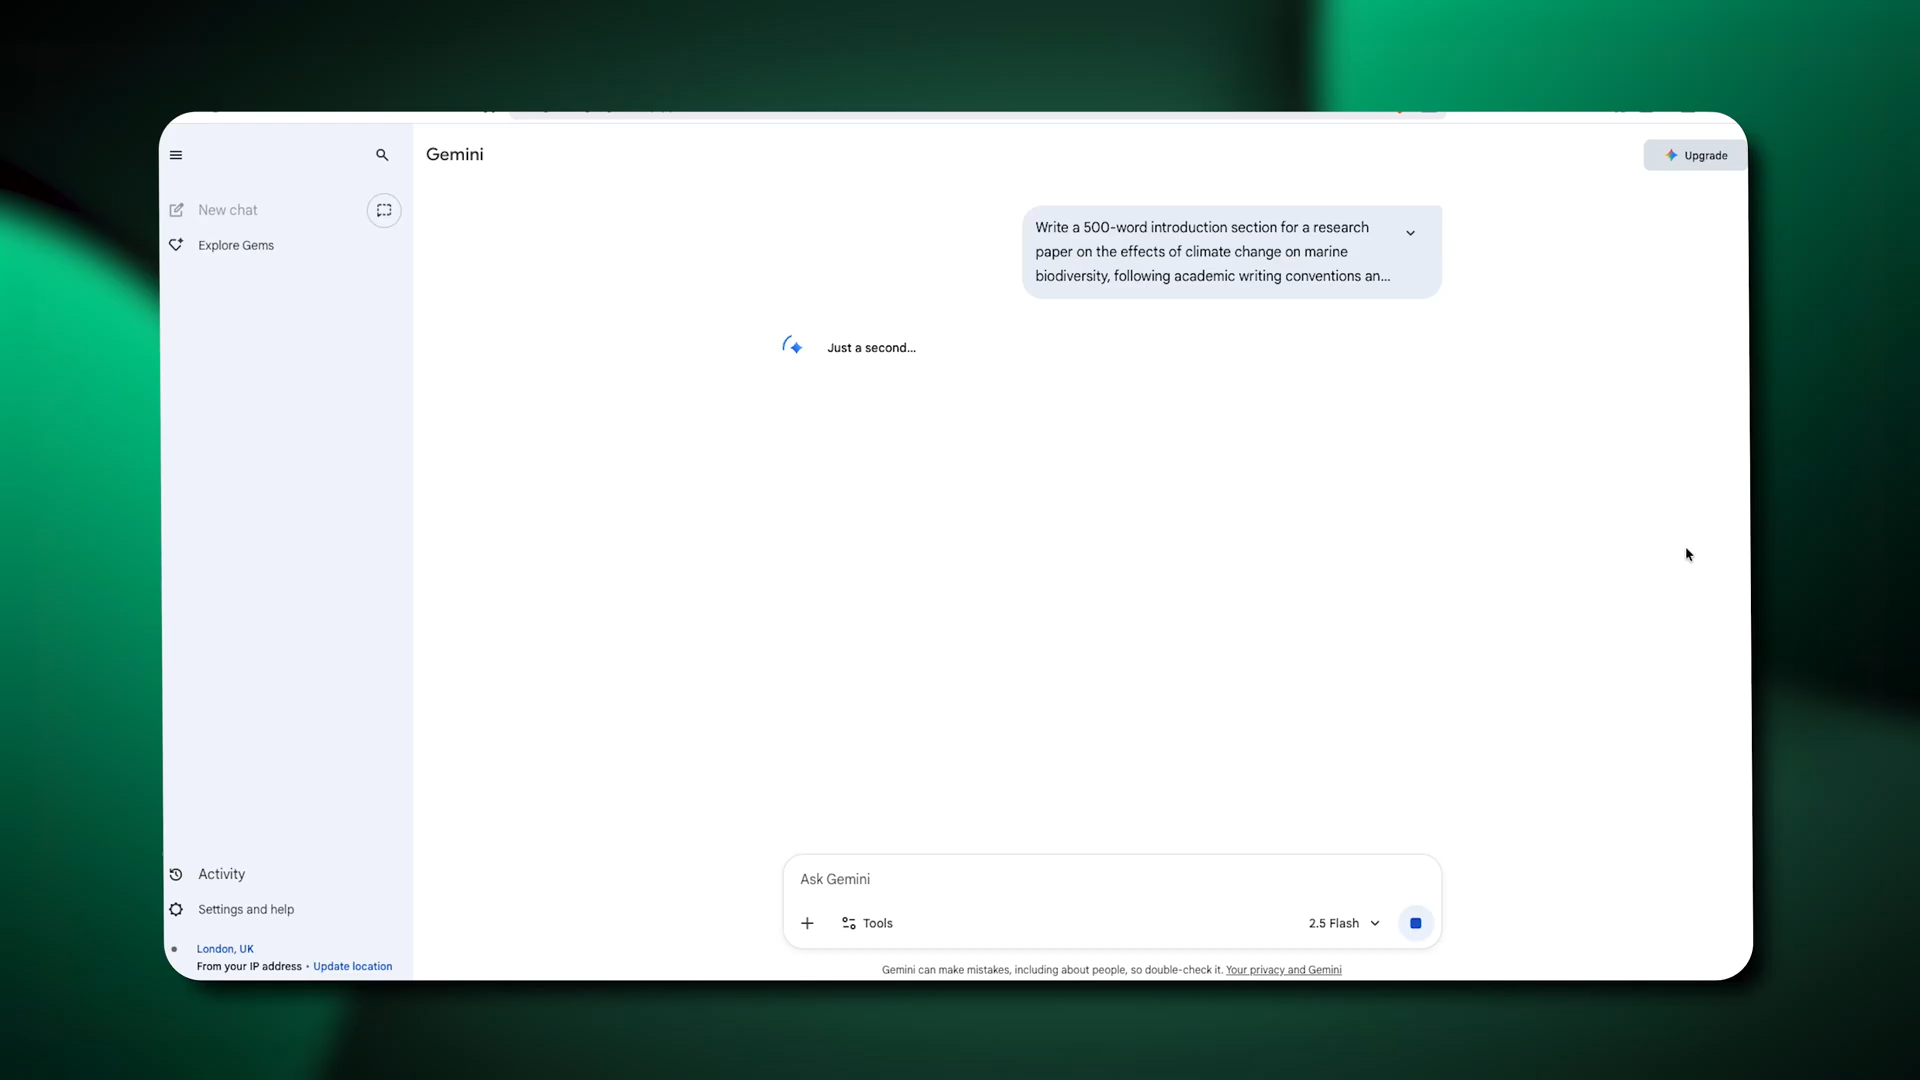 Gemini
Upgrade
New chat
Explore Gems
Write a 500-word introduction section for a research
paper on the effects of climate change on marine
biodiversity, following academic writing conventions an...
Just a second...
Activity
Settings and help
London, UK
From your IP address • Update location
Ask Gemini
Tools
2.5 Flash
Gemini can make mistakes, including about people, so double-check it. Your privacy and Gemini